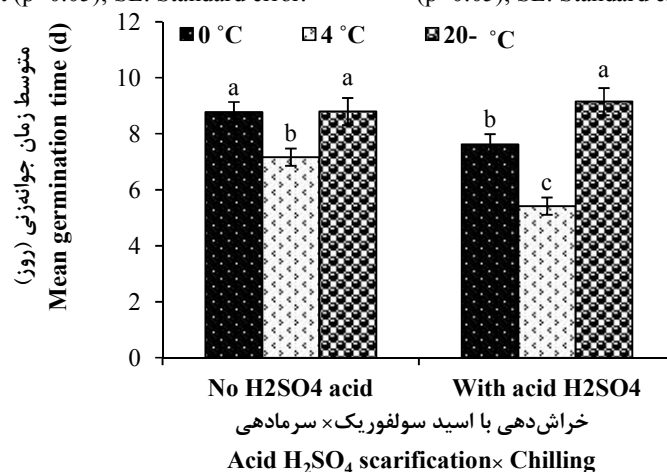 t (p=0.05), SE: Standard error. (p=0.05), SE: Standard e
0 °C 4 °C 20- °C
متوسط زمان جوانه‌زنی (روز)
Mean germination time (d)
12
10
8
6
4
2
0
a b a b c a
No H2SO4 acid With acid H2SO4
خراش‌دهی با اسید سولفوریک× سرمادهی
Acid H₂SO₄ scarification× Chilling